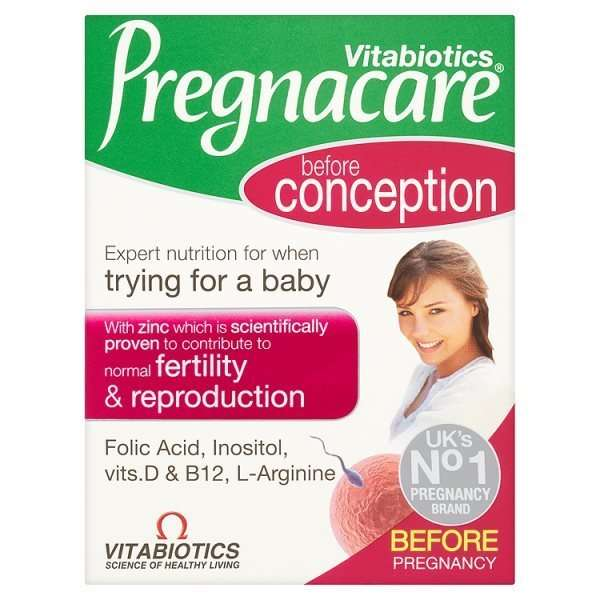 Vitabiotics®
Pregnacare
before
conception
Expert nutrition for when
trying for a baby
With zinc which is scientifically
proven to contribute to
normal fertility
& reproduction
Folic Acid, Inositol,
vits.D & B12, L-Arginine
UK's
No1
PREGNANCY
BRAND
VITABIOTICS
SCIENCE OF HEALTHY LIVING
BEFORE
PREGNANCY